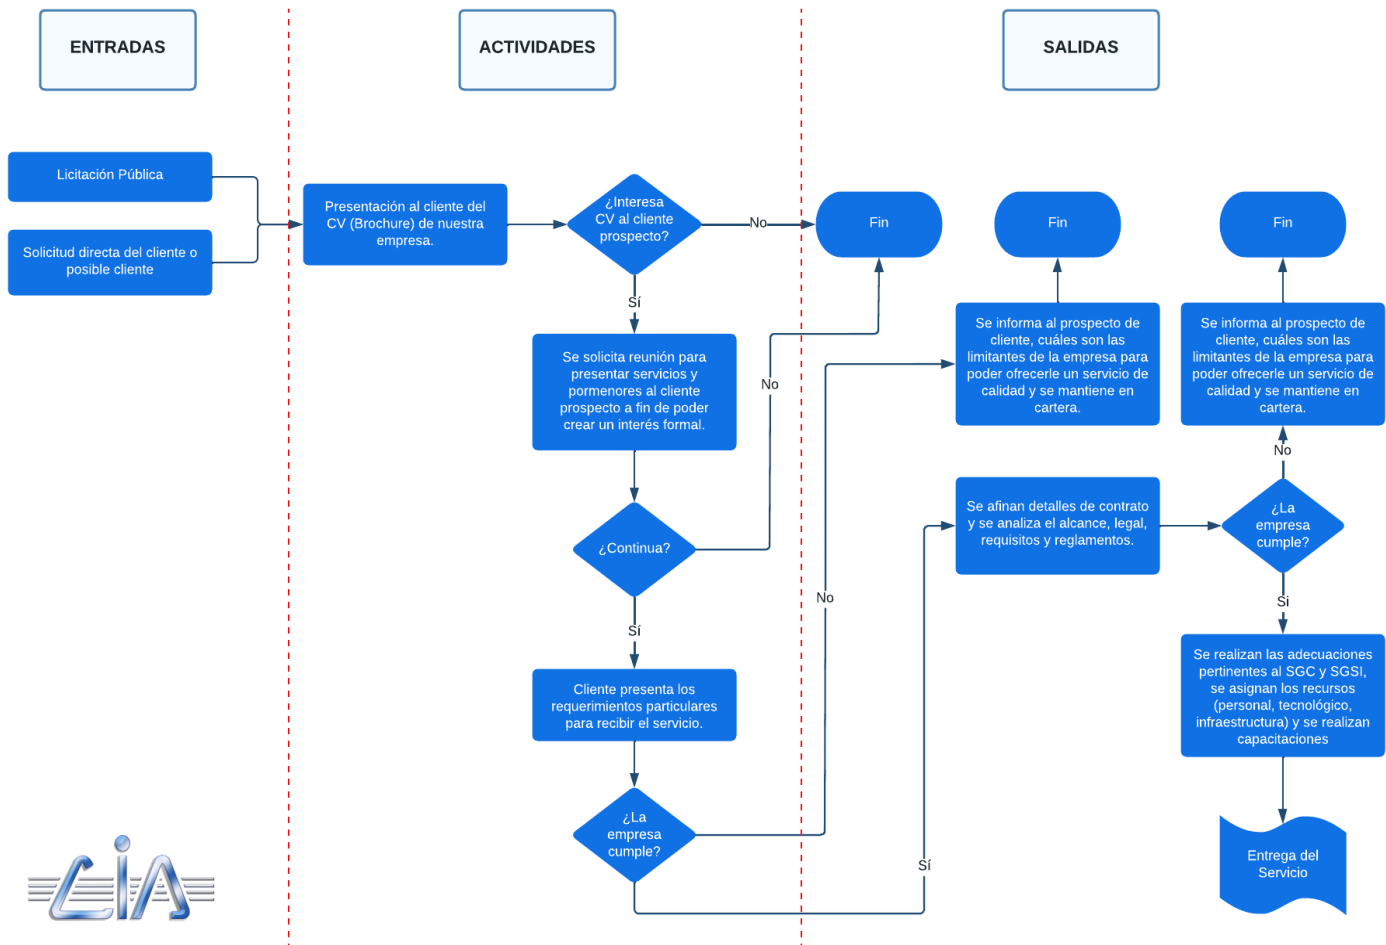 ENTRADAS
ACTIVIDADES
SALIDAS
Licitación Pública
Solicitud directa del cliente o
posible cliente
Presentación al cliente del
CV (Brochure) de nuestra
empresa.
¿Interesa
CV al cliente
prospecto?
No
Fin
Sí
Se solicita reunión para
presentar servicios y
pormenores al cliente
prospecto a fin de poder
crear un interés formal.
¿Continua?
No
Sí
Cliente presenta los
requerimientos particulares
para recibir el servicio.
¿La
empresa
cumple?
No
Sí
Fin
Se informa al prospecto de
cliente, cuáles son las
limitantes de la empresa para
poder ofrecerle un servicio de
calidad y se mantiene en
cartera.
Se afinan detalles de contrato
y se analiza el alcance, legal,
requisitos y reglamentos.
Fin
Se informa al prospecto de
cliente, cuáles son las
limitantes de la empresa para
poder ofrecerle un servicio de
calidad y se mantiene en
cartera.
No
¿La
empresa
cumple?
Si
Se realizan las adecuaciones
pertinentes al SGC y SGSI,
se asignan los recursos
(personal, tecnológico,
infraestructura) y se realizan
capacitaciones
Entrega del
Servicio
CiA